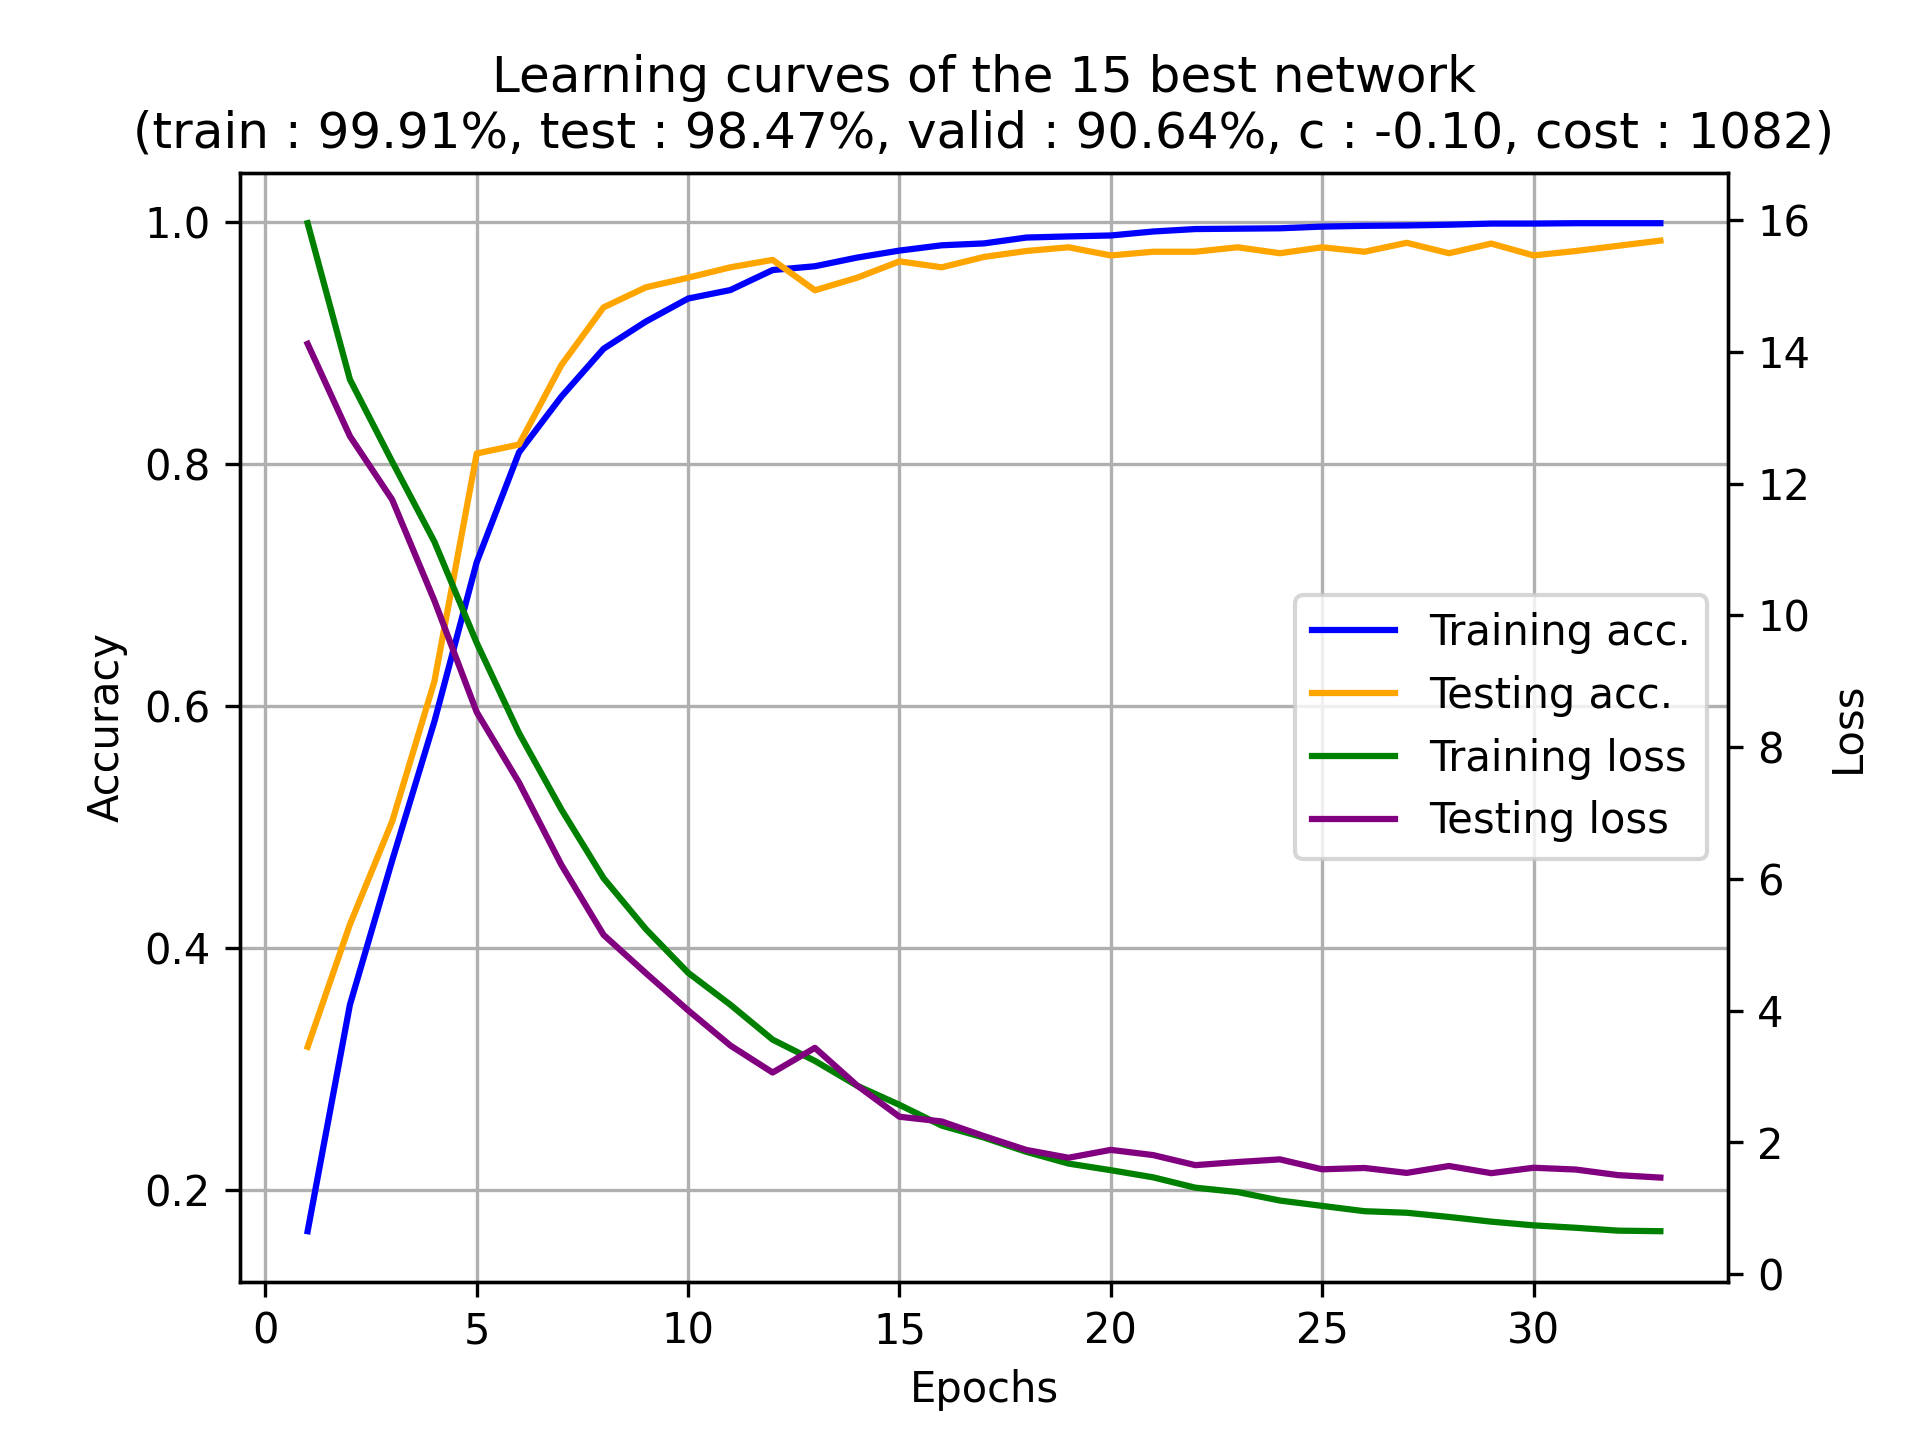 Learning curves of the 15 best network
(train : 99.91%, test : 98.47%, valid : 90.64%, c : -0.10, cost : 1082)
1.0
0.8
0.6
0.4
0.2
Accuracy
16
14
12
10
8
6
4
2
0
Loss
Training acc.
Testing acc.
Training loss
Testing loss
0 5 10 15 20 25 30
Epochs